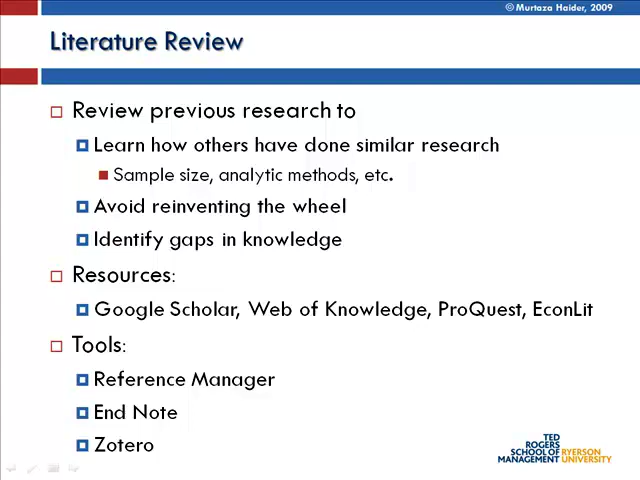 © Murtaza Haider, 2009
Literature Review
Review previous research to
Learn how others have done similar research
Sample size, analytic methods, etc.
Avoid reinventing the wheel
Identify gaps in knowledge
Resources:
Google Scholar, Web of Knowledge, ProQuest, EconLit
Tools:
Reference Manager
End Note
Zotero
TED
ROGERS
SCHOOL OF RYERSON
MANAGEMENT UNIVERSITY